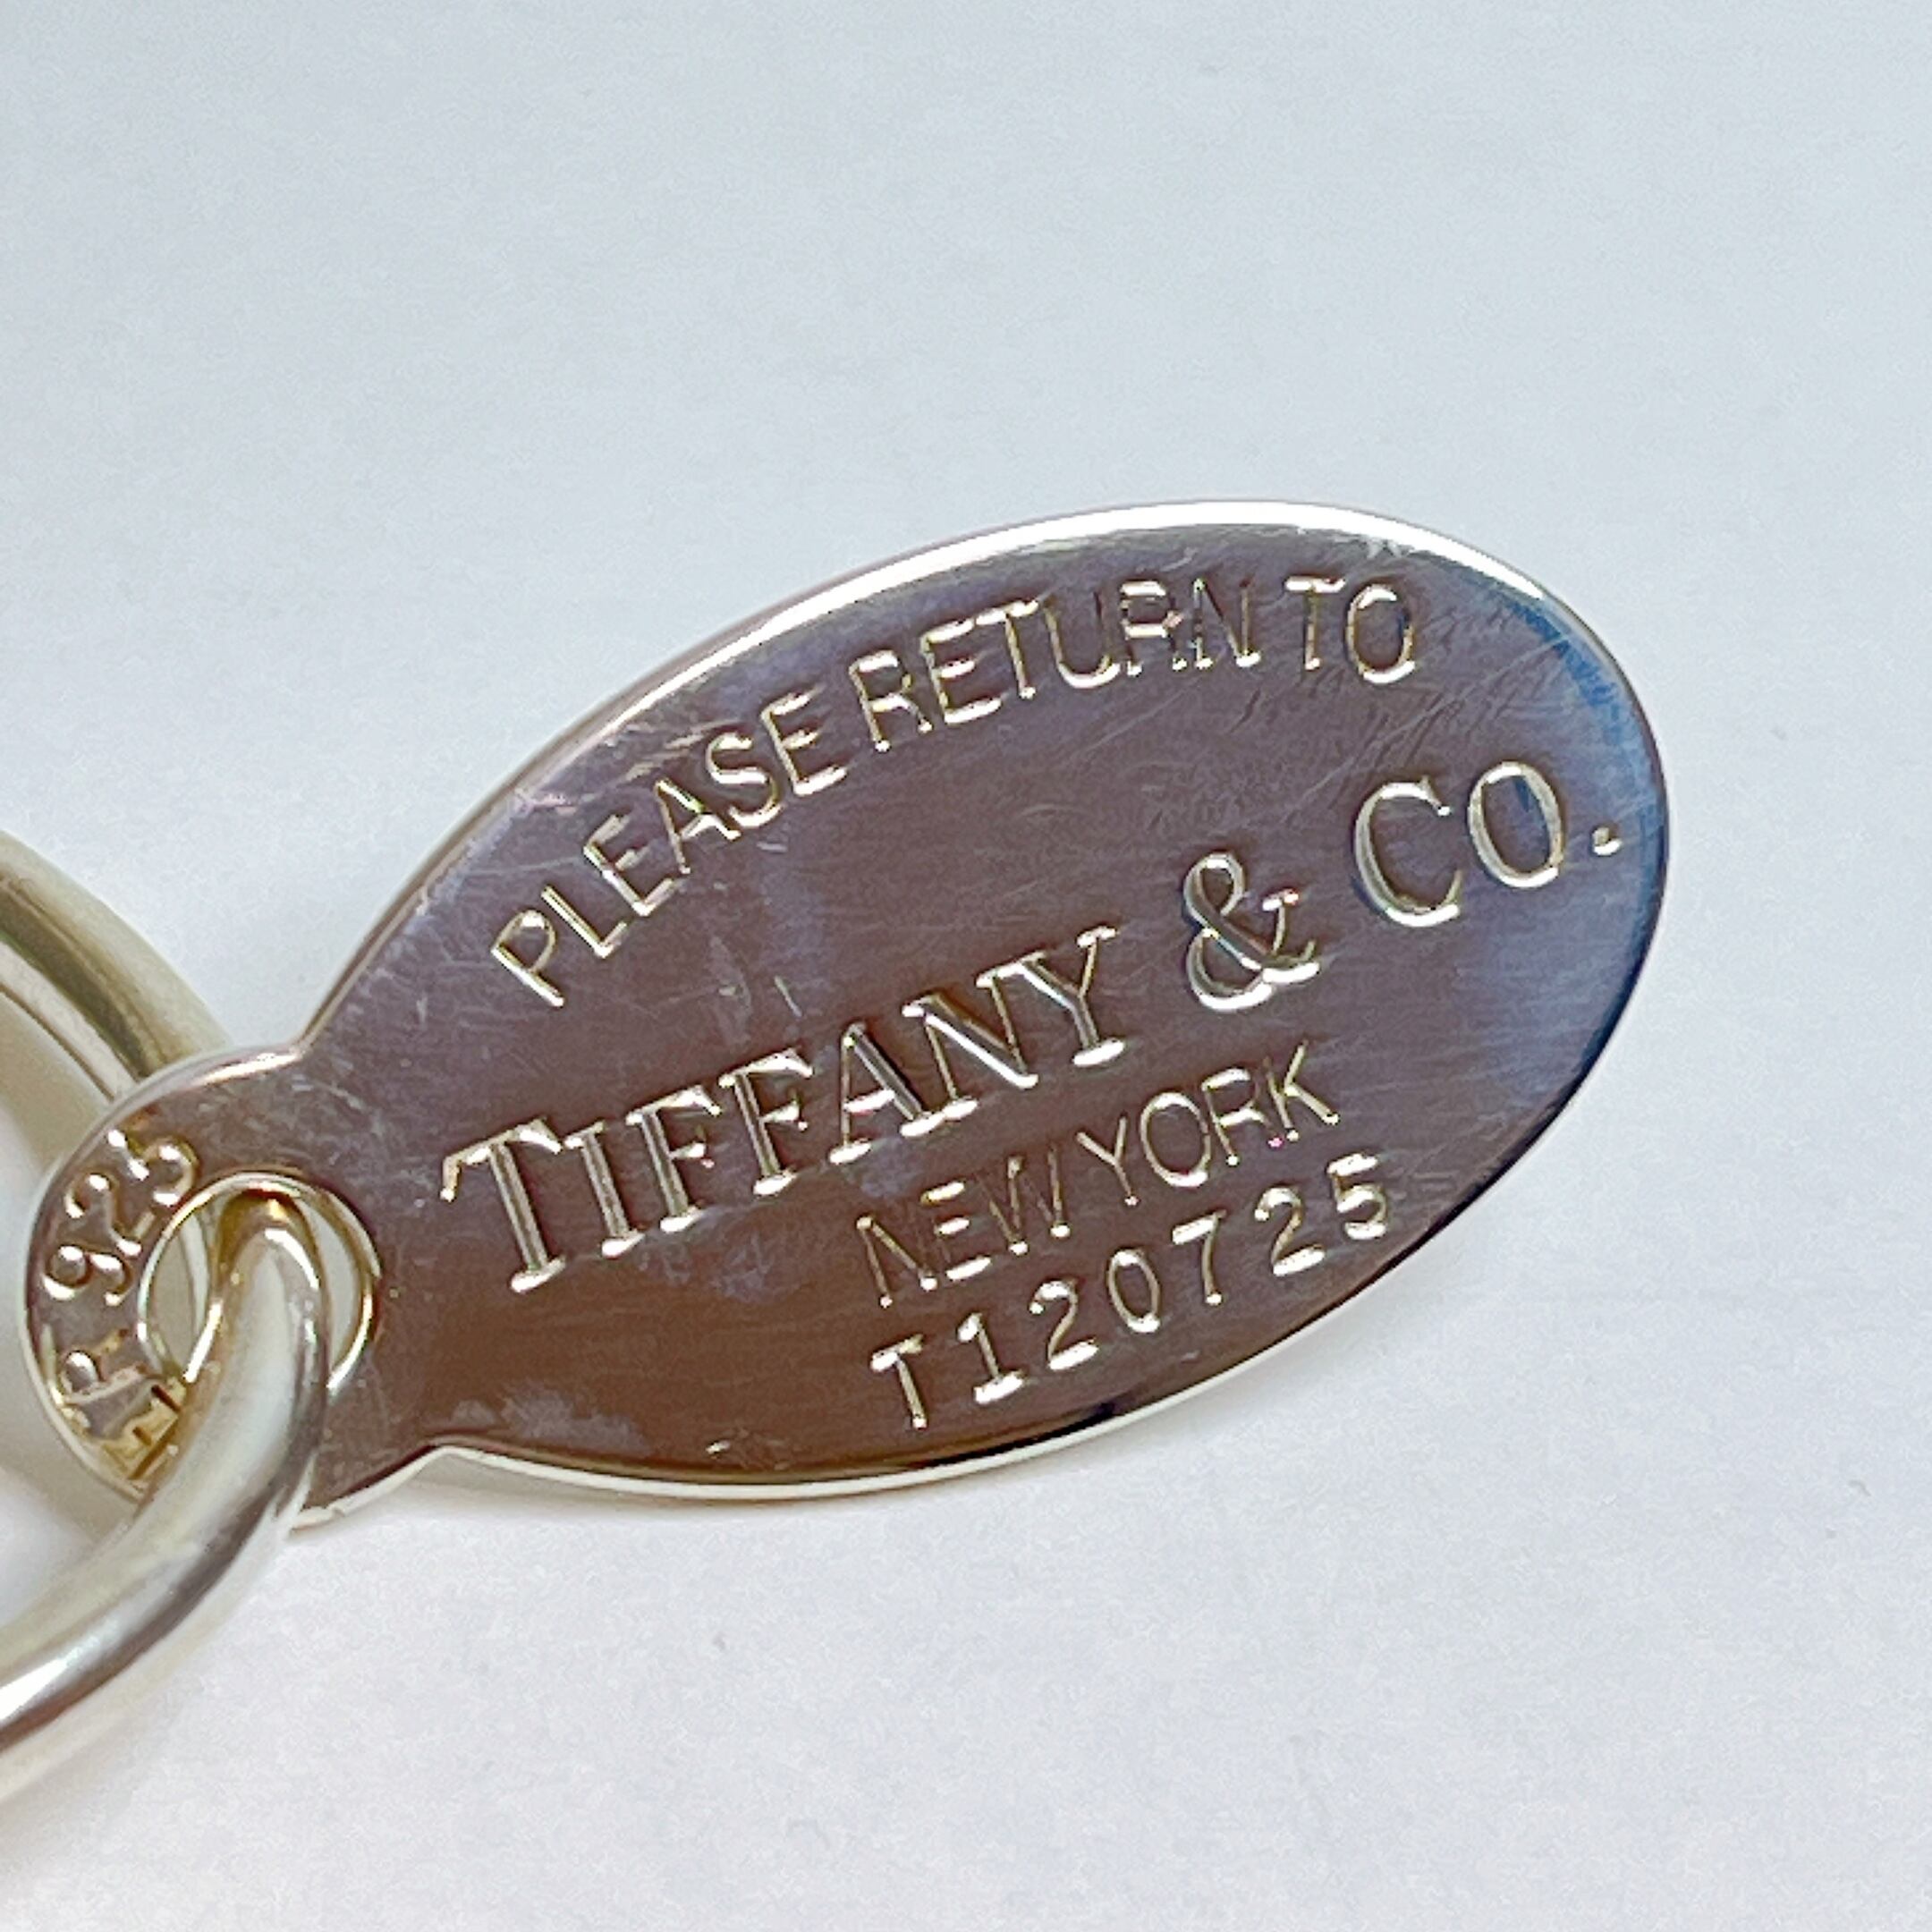 PLEASE RETURN TO
TIFFANY & CO.
NEW YORK
T120725
925